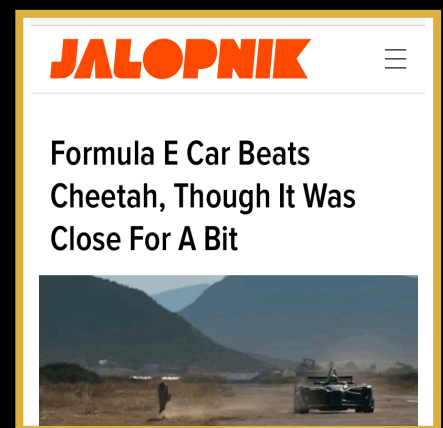 JALOPNIK
Formula E Car Beats
Cheetah, Though It Was
Close For A Bit